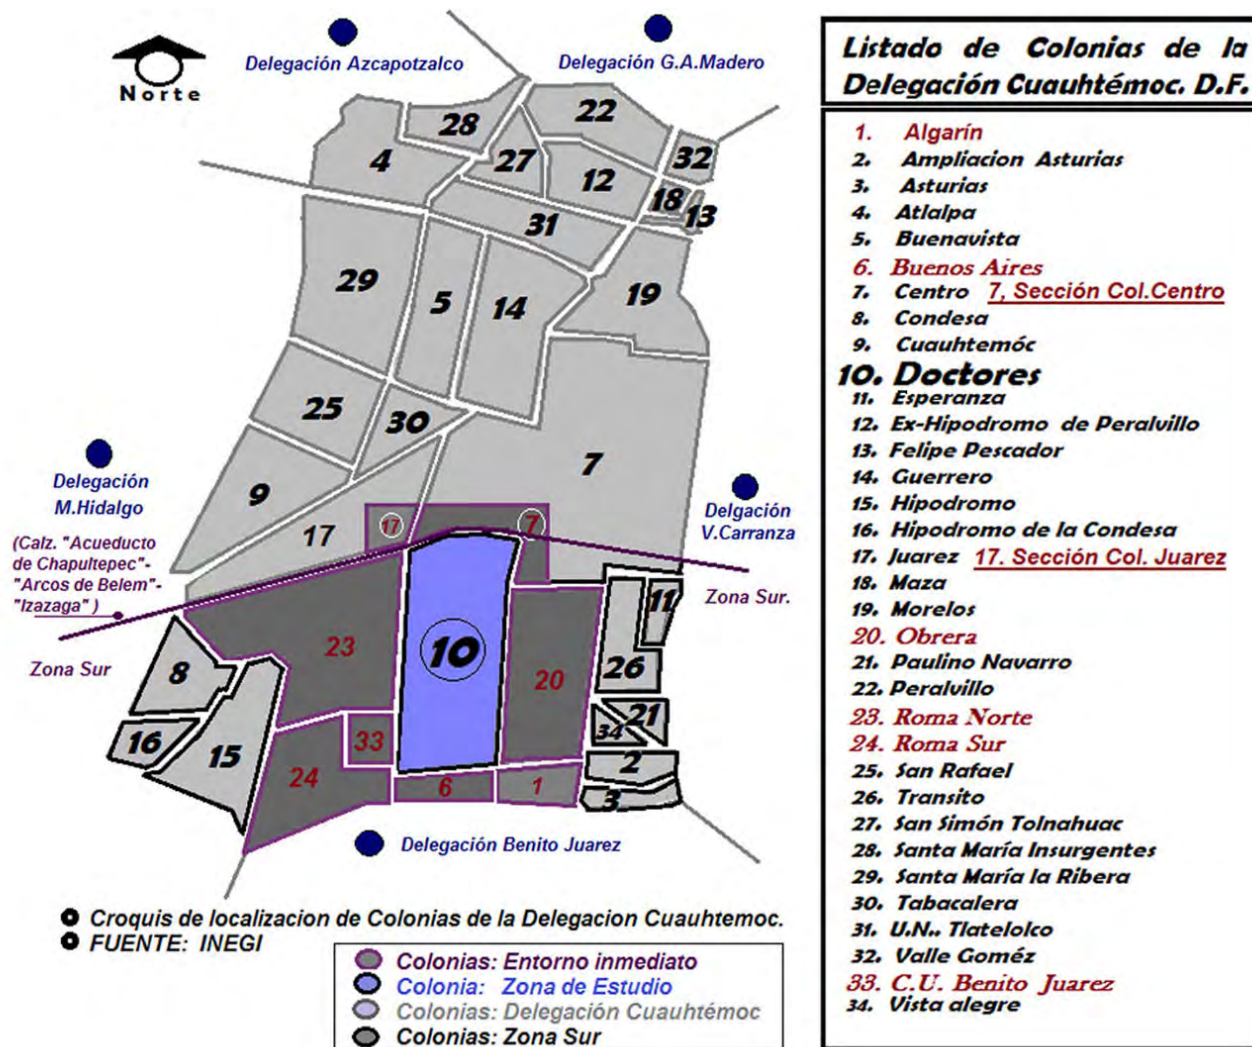 Norte
Delegación Azcapotzalco
Delegación G.A.Madero
28
22
4
27
12
32
18
13
31
29
5
14
19
25
30
7
9
17
17
7
Delegación
M.Hidalgo
Delgación
V.Carranza
(Calz. "Acueducto
de Chapultepec"-
"Arcos de Belem"-
"Izazaga" )
Zona Sur.
Zona Sur
11
8
23
10
20
26
16
15
33
34
21
24
6
1
2
3
Delegación Benito Juarez
Croquis de localizacion de Colonias de la Delegacion Cuauhtemoc.
FUENTE: INEGI
Colonias: Entorno inmediato
Colonia: Zona de Estudio
Colonias: Delegación Cuauhtémoc
Colonias: Zona Sur
Listado de Colonias de la
Delegación Cuauhtémoc. D.F.
1. Algarín
2. Ampliacion Asturias
3. Asturias
4. Atlalpa
5. Buenavista
6. Buenos Aires
7. Centro 7, Sección Col.Centro
8. Condesa
9. Cuauhtemóc
10. Doctores
11. Esperanza
12. Ex-Hipodromo de Peralvillo
13. Felipe Pescador
14. Guerrero
15. Hipodromo
16. Hipodromo de la Condesa
17. Juarez 17. Sección Col. Juarez
18. Maza
19. Morelos
20. Obrera
21. Paulino Navarro
22. Peralvillo
23. Roma Norte
24. Roma Sur
25. San Rafael
26. Transito
27. San Simón Tolnahuac
28. Santa María Insurgentes
29. Santa María la Ribera
30. Tabacalera
31. U.N.. Tlatelolco
32. Valle Goméz
33. C.U. Benito Juarez
34. Vista alegre